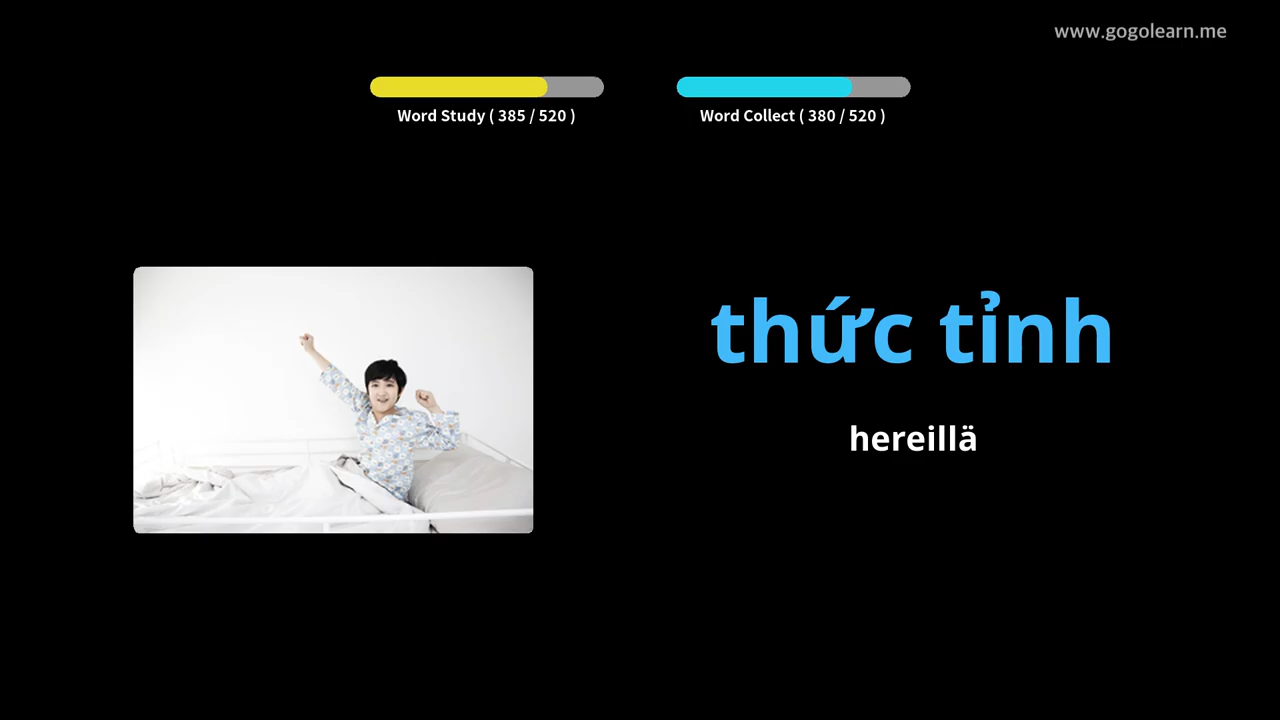 www.gogolearn.me
Word Study ( 385 / 520 )
Word Collect ( 380 / 520 )
thức tỉnh
hereillä